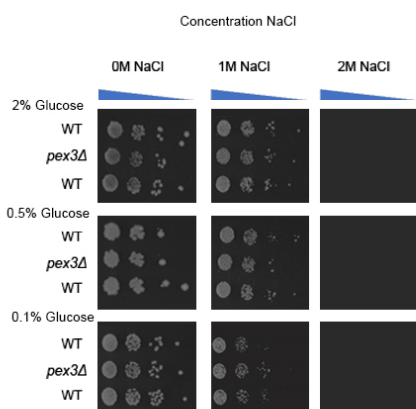 Concentration NaCl
0M NaCl 1M NaCl 2M NaCl
2% Glucose
WT
pex3Δ
WT
0.5% Glucose
WT
pex3Δ
WT
0.1% Glucose
WT
pex3Δ
WT